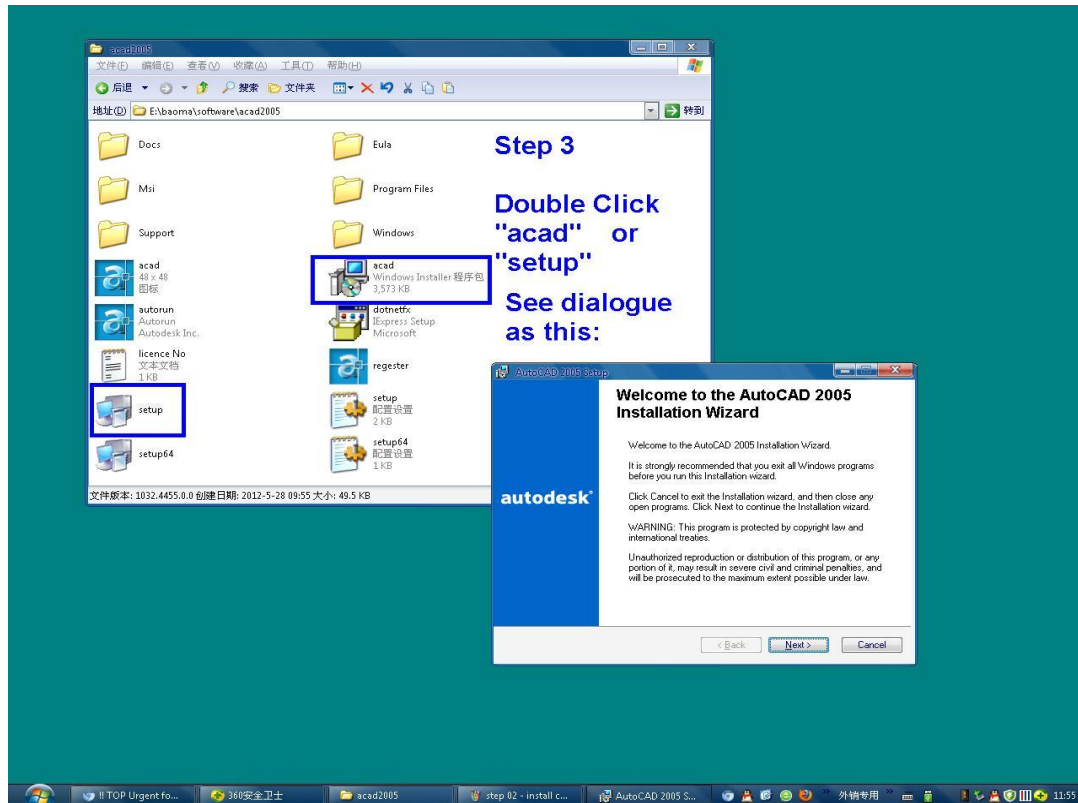 acad2005
文件(F) 编辑(E) 查看(V) 收藏(A) 工具(T) 帮助(H)
后退 搜索 文件夹
地址(D) E:\baoma\software\acad2005 转到
Docs
Eula
Msi
Program Files
Support
Windows
acad
48 x 48
图标
acad
Windows Installer 程序包
3,573 KB
autorun
Autorun
Autodesk Inc.
dotnetfx
IExpress Setup
Microsoft
licence No
文本文档
1 KB
regester
setup
setup
配置设置
2 KB
setup64
setup64
配置设置
1 KB
文件版本: 1032.4455.0.0 创建日期: 2012-5-28 09:55 大小: 49.5 KB
Step 3
Double Click
"acad" or
"setup"
See dialogue
as this:
AutoCAD 2005 Setup
Welcome to the AutoCAD 2005
Installation Wizard
Welcome to the AutoCAD 2005 Installation Wizard.
It is strongly recommended that you exit all Windows programs
before you run this Installation wizard.
Click Cancel to exit the Installation wizard, and then close any
open programs. Click Next to continue the Installation wizard.
WARNING: This program is protected by copyright law and
international treaties.
Unauthorized reproduction or distribution of this program, or any
portion of it, may result in severe civil and criminal penalties, and
will be prosecuted to the maximum extent possible under law.
autodesk®
< Back Next > Cancel
!! TOP Urgent fo... 360安全卫士 acad2005 step 02 - install c... AutoCAD 2005 S... 外销专用 11:55